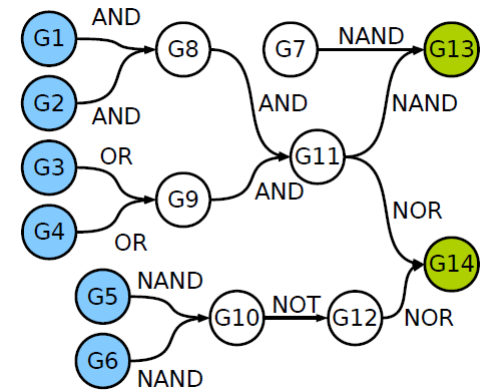 AND
G1
G8
G7
NAND
G13
G2
AND
AND
NAND
G3
OR
G11
G9
AND
G4
OR
NOR
G14
G5
NAND
G10
NOT
G12
NOR
G6
NAND